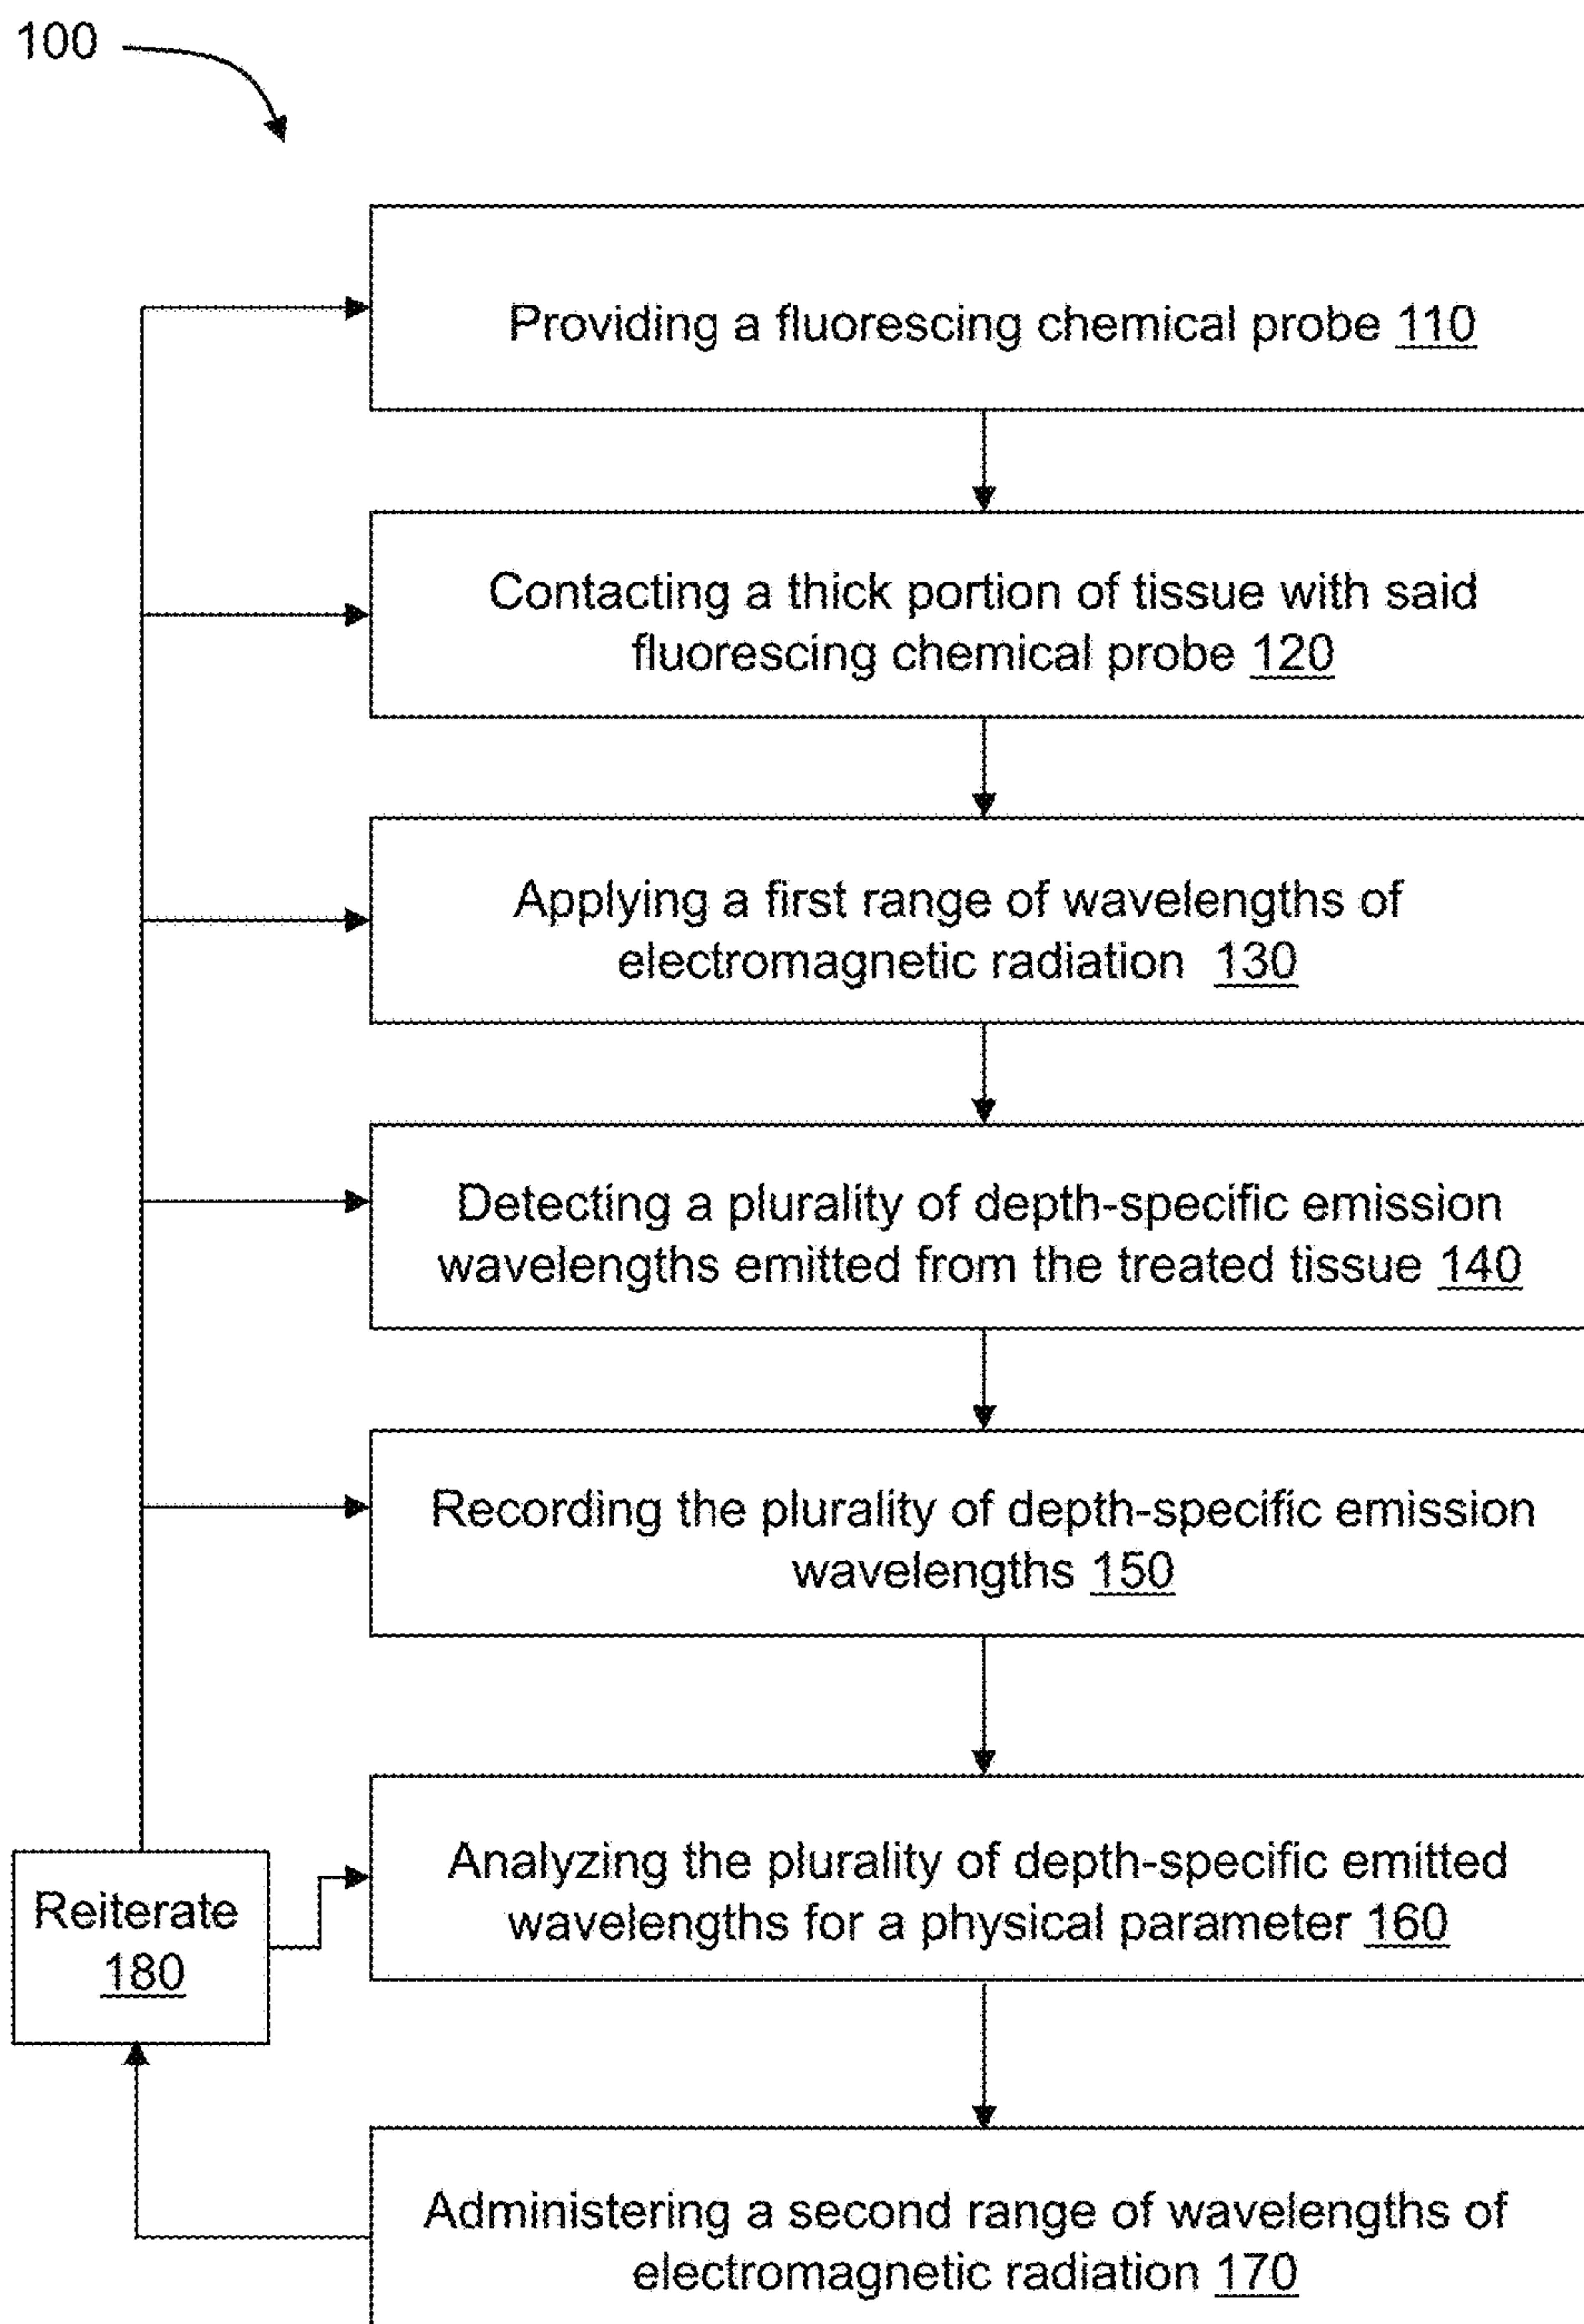 100
Providing a fluorescing chemical probe 110
Contacting a thick portion of tissue with said
fluorescing chemical probe 120
Applying a first range of wavelengths of
electromagnetic radiation 130
Detecting a plurality of depth-specific emission
wavelengths emitted from the treated tissue 140
Recording the plurality of depth-specific emission
wavelengths 150
Analyzing the plurality of depth-specific emitted
wavelengths for a physical parameter 160
Reiterate
180
Administering a second range of wavelengths of
electromagnetic radiation 170